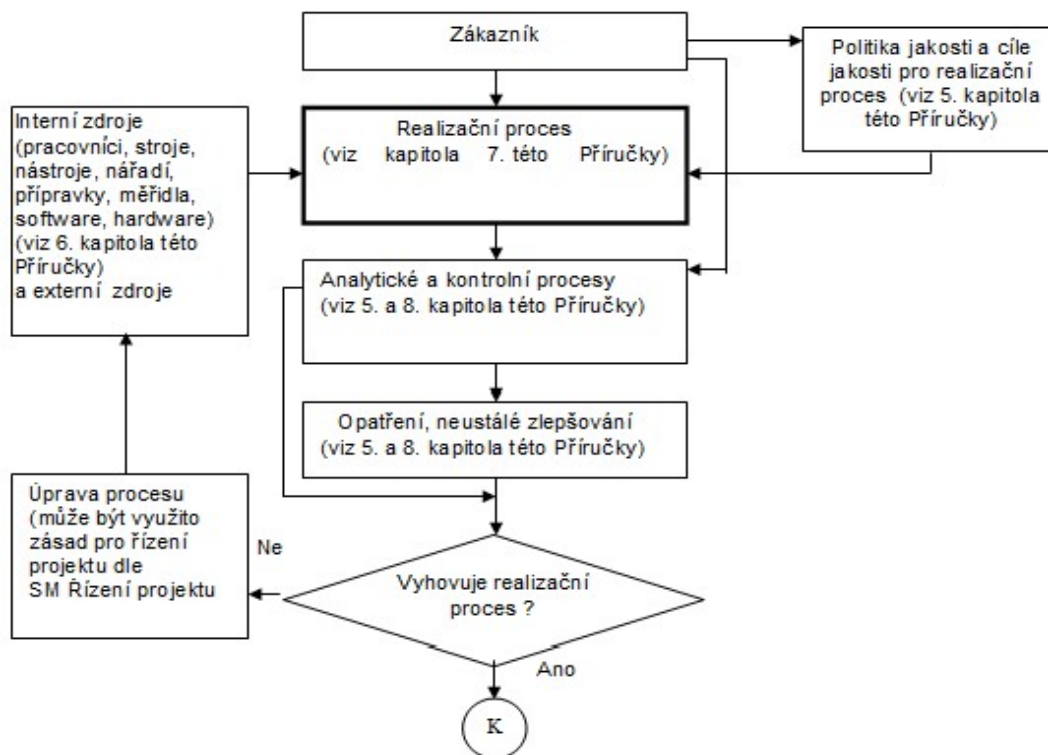 Zákazník
Politika jakosti a cíle
jakosti pro realizační
proces (viz 5. kapitola
této Příručky)
Interní zdroje
(pracovníci, stroje,
nástroje, nářadí,
přípravky, měřidla,
software, hardware)
(viz 6. kapitola této
Příručky)
a externí zdroje
Realizační proces
(viz kapitola 7. této Příručky)
Analytické a kontrolní procesy
(viz 5. a 8. kapitola této Příručky)
Opatření, neustálé zlepšování
(viz 5. a 8. kapitola této Příručky)
Úprava procesu
(může být využito
zásad pro řízení
projektu dle
SM Řízení projektu
Ne
Vyhovuje realizační
proces ?
Ano
K